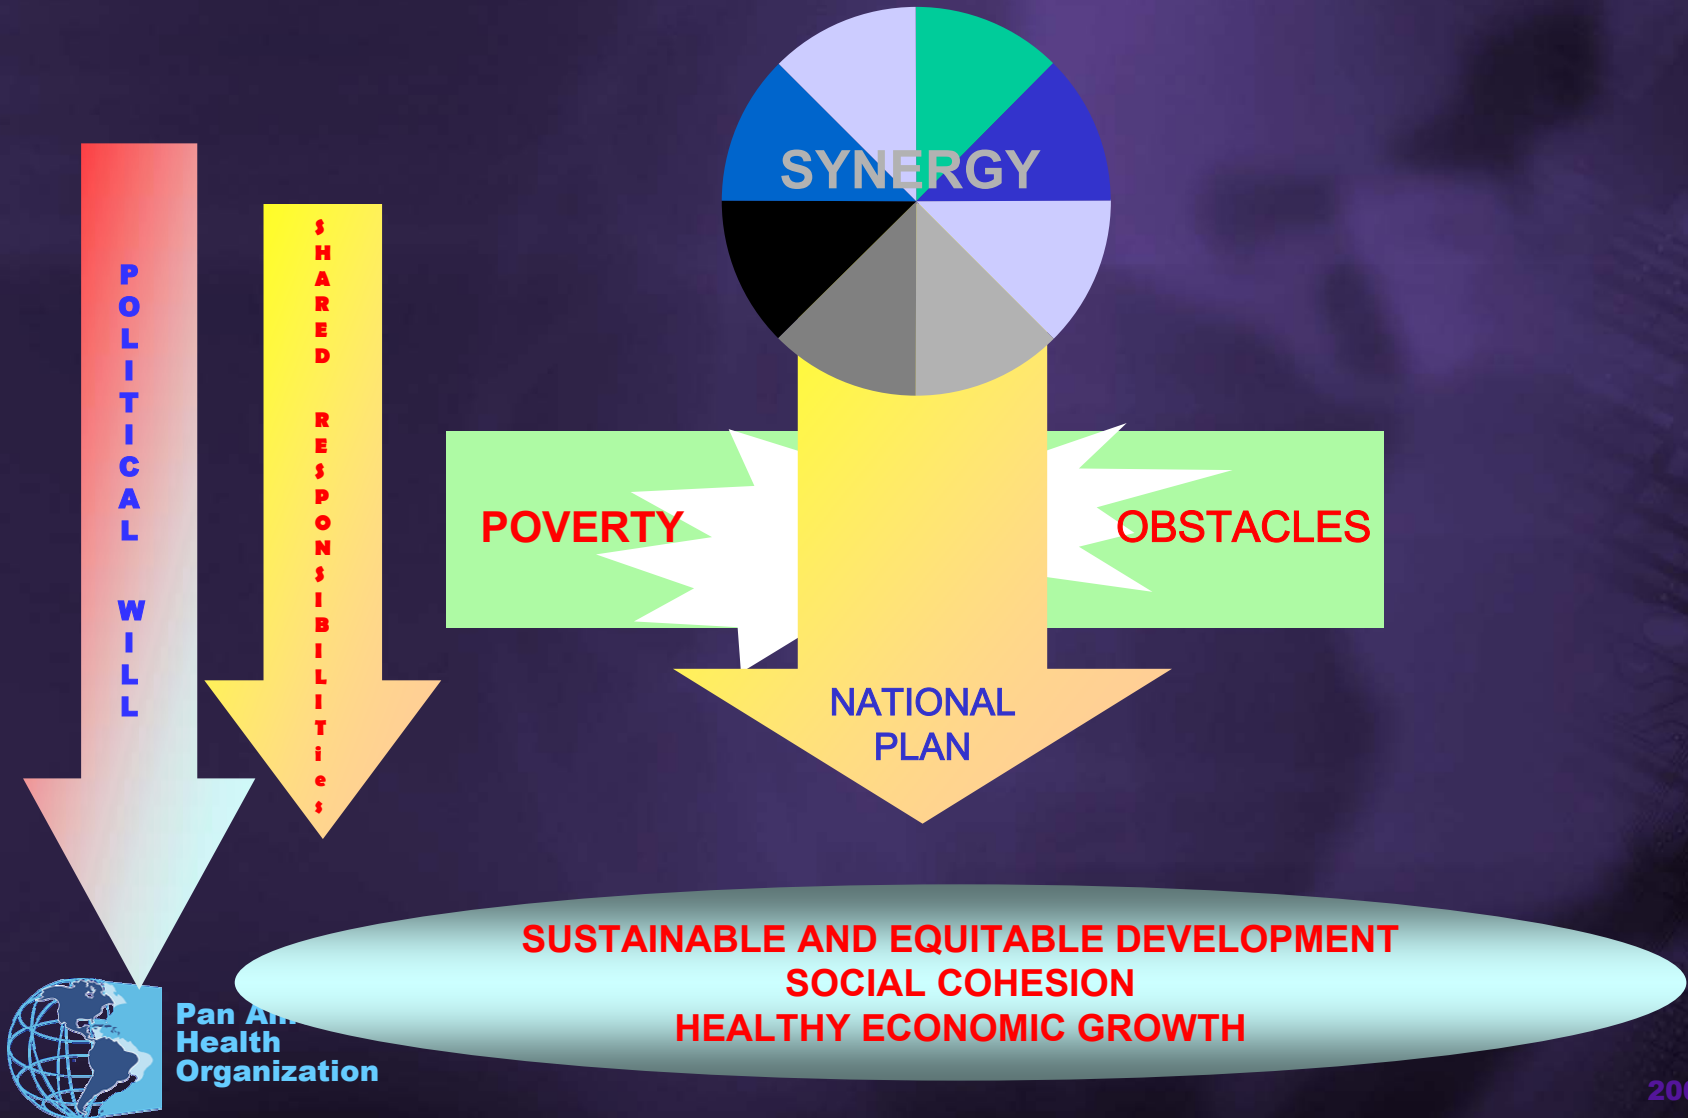 SYNERGY
POLITICAL WILL
SHARED RESPONSIBILITies
POVERTY
OBSTACLES
NATIONAL
PLAN
SUSTAINABLE AND EQUITABLE DEVELOPMENT
SOCIAL COHESION
HEALTHY ECONOMIC GROWTH
Pan
Health
Organization